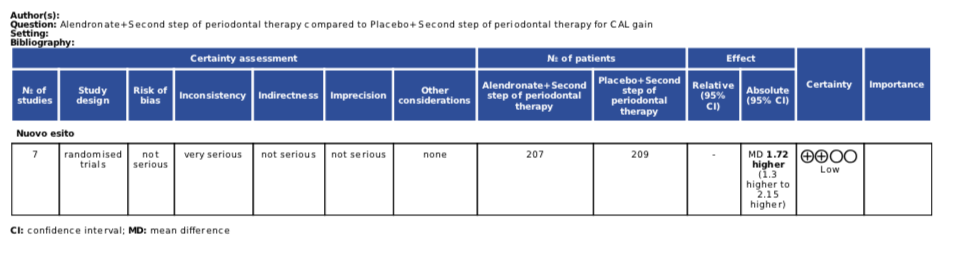 Author(s):
Question: Alendronate+Second step of periodontal therapy compared to Placebo+Second step of periodontal therapy for CAL gain
Setting:
Bibliography:
Certainty assessment
№ of patients
Effect
Certainty
Importance
№ of
studies
Study
design
Risk of
bias
Inconsistency
Indirectness
Imprecision
Other
considerations
Alendronate+Second
step of periodontal
therapy
Placebo+Second
step of
periodontal
therapy
Relative
(95%
CI)
Absolute
(95% CI)
Nuovo esito
7
randomised
trials
not
serious
very serious
not serious
not serious
none
207
209
-
MD 1.72
higher
(1.3
higher to
2.15
higher)
⨁⨁◯◯
Low
CI: confidence interval; MD: mean difference